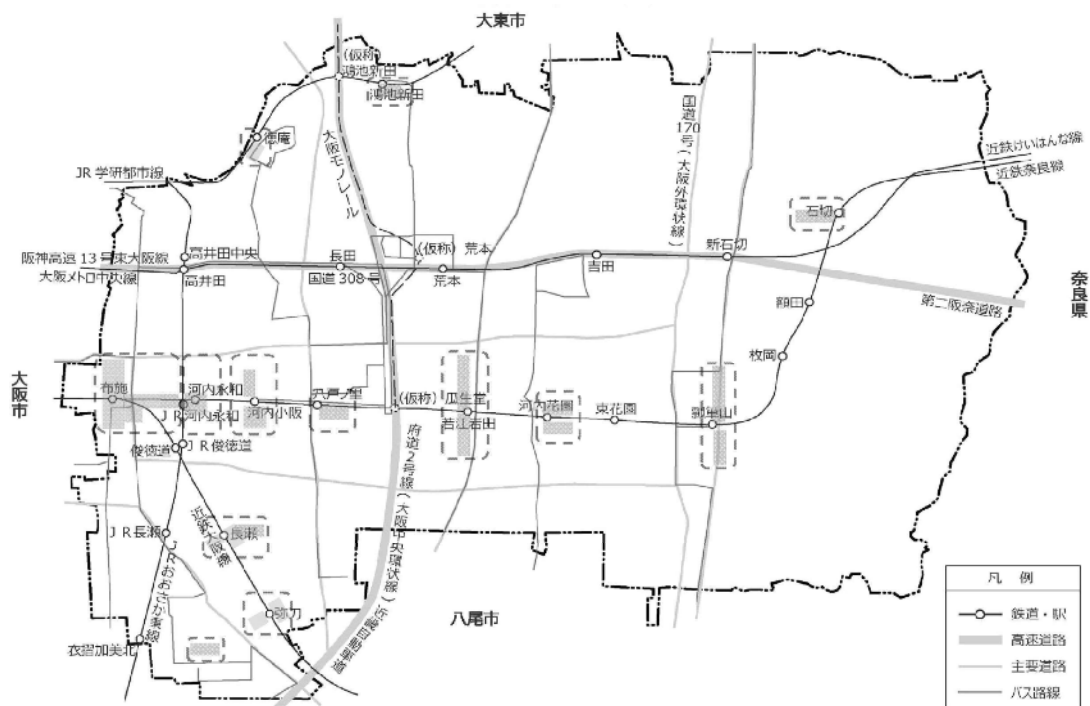 大東市
(仮称)
鴻池新田
鴻池新田
徳庵
国道170号(大阪外環状線)
大阪モノレール
近鉄けいはんな線
近鉄奈良線
JR学研都市線
石切
阪神高速13号東大阪線
高井田中央
長田
(仮称)荒本
吉田
新石切
大阪メトロ中央線
高井田
国道308号
荒本
額田
第二阪奈道路
奈良県
枚岡
大阪市
布施
河内永和
JR河内永和
河内小阪
八戸ノ里
(仮称)瓜生堂
若江岩田
河内花園
東花園
瓢箪山
俊徳道
JR俊徳道
府道2号線(大阪中央環状線)近畿自動車道
JR長瀬
近鉄大阪線
長瀬
JRおおさか東線
弥刀
八尾市
衣摺加美北
凡 例
鉄道・駅
高速道路
主要道路
バス路線